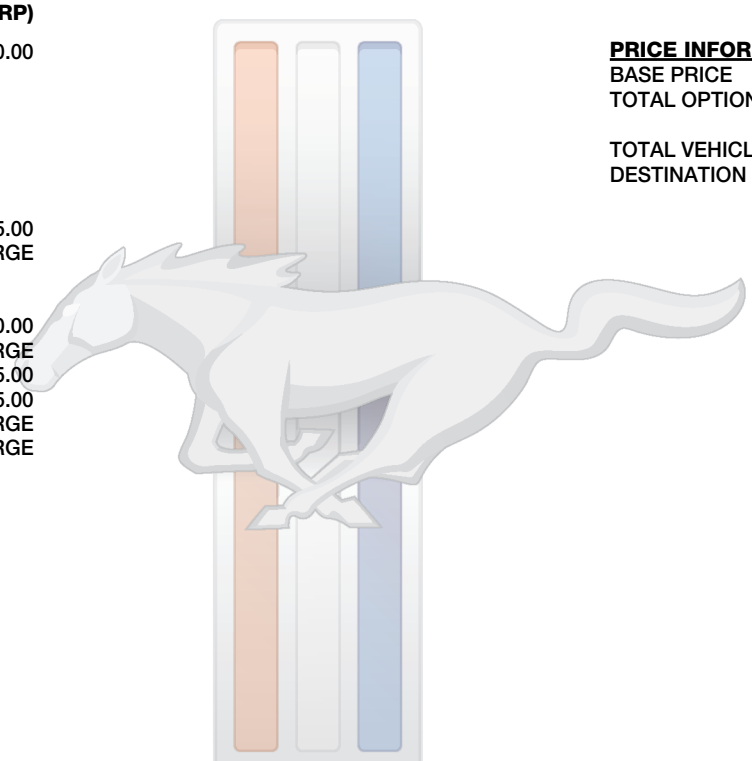 RP)
0.00
5.00
RGE
0.00
RGE
5.00
5.00
RGE
RGE
PRICE INFOR
BASE PRICE
TOTAL OPTION
TOTAL VEHICL
DESTINATION